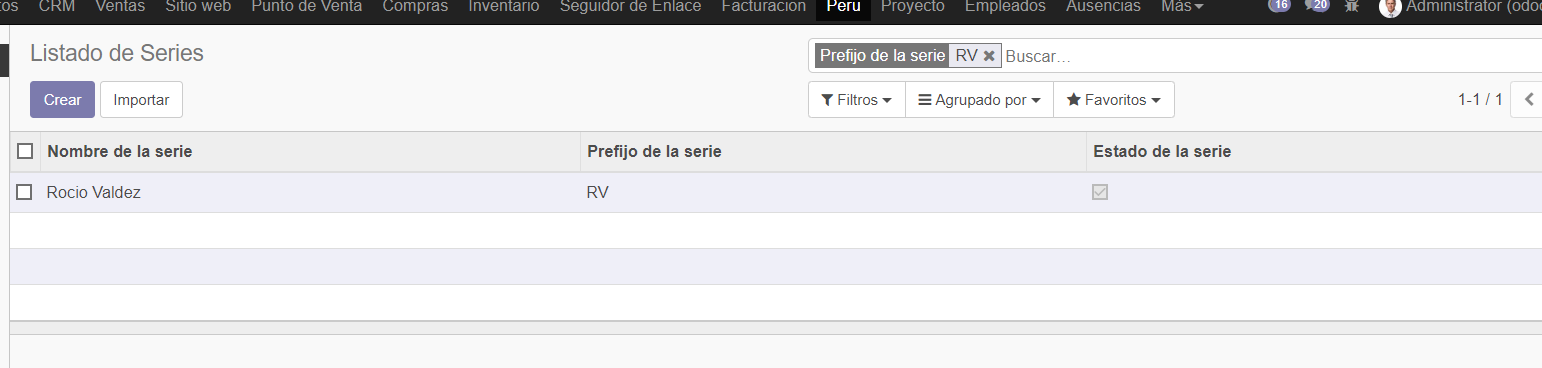 CRM Ventas Sitio web Punto de Venta Compras Inventario Seguidor de Enlace Facturación Perú Proyecto Empleados Ausencias Más 16 20 Administrator (odoo
Listado de Series
Prefijo de la serie RV Buscar...
Crear Importar
Filtros Agrupado por Favoritos 1-1 / 1
Nombre de la serie Prefijo de la serie Estado de la serie
Rocio Valdez RV